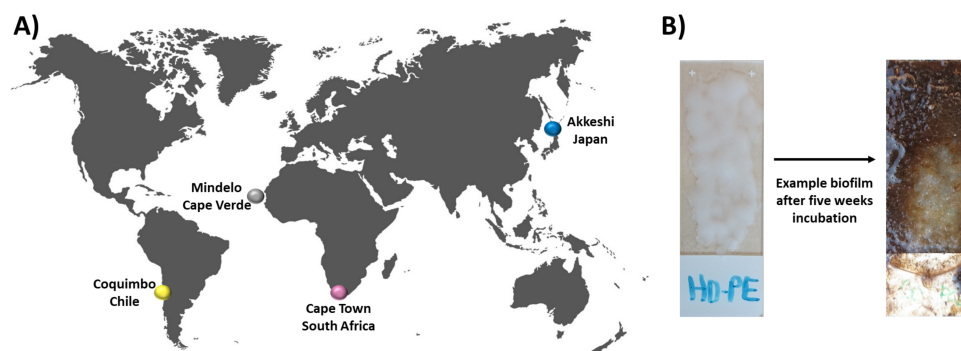 A)
B)
Akkeshi
Japan
Mindelo
Cape Verde
Coquimbo
Chile
Cape Town
South Africa
Example biofilm
after five weeks
incubation
HD-PE